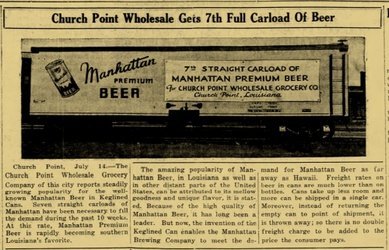 Church Point Wholesale Gets 7th Full Carload Of Beer
Manhattan
PREMIUM
BEER
7TH STRAIGHT CARLOAD OF
MANHATTAN PREMIUM BEER
For CHURCH POINT WHOLESALE GROCERY CO
Church Point, Louisiana
Church Point, July 14.—The
Church Point Wholesale Grocery
Company of this city reports steadily
growing popularity for the well-
known Manhattan Beer in Keglined
Cans. Seven straight carloads of
Manhattan have been necessary to fill
the demand during the past 10 weeks.
At this rate, Manhattan Premium
Beer is rapidly becoming southern
Louisiana's favorite.
The amazing popularity of Man-
hattan Beer, in Louisiana as well as
in other distant parts of the United
States, can be attributed to its mellow
goodness and unique flavor, it is stat-
ed. Because of the high quality of
Manhattan Beer, it has long been a
leader. But now, the invention of the
Keglined Can enables the Manhattan
Brewing Company to meet the de-
mand for Manhattan Beer as far
away as Hawaii. Freight rates on
beer in cans are much lower than on
bottles. Cans take up less room and
more can be shipped in a single car.
Moreover, instead of returning the
empty can to point of shipment, it
is thrown away; so there is no double
freight charge to be added to the
price the consumer pays.